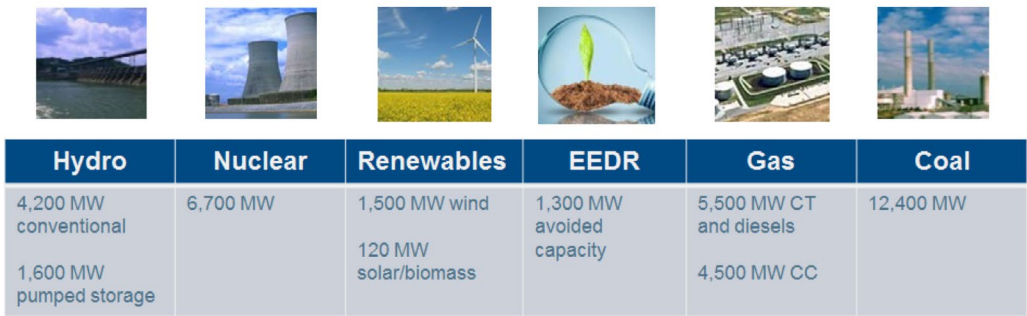 Hydro
Nuclear
Renewables
EEDR
Gas
Coal
4,200 MW
conventional
1,600 MW
pumped storage
6,700 MW
1,500 MW wind
120 MW
solar/biomass
1,300 MW
avoided
capacity
5,500 MW CT
and diesels
4,500 MW CC
12,400 MW